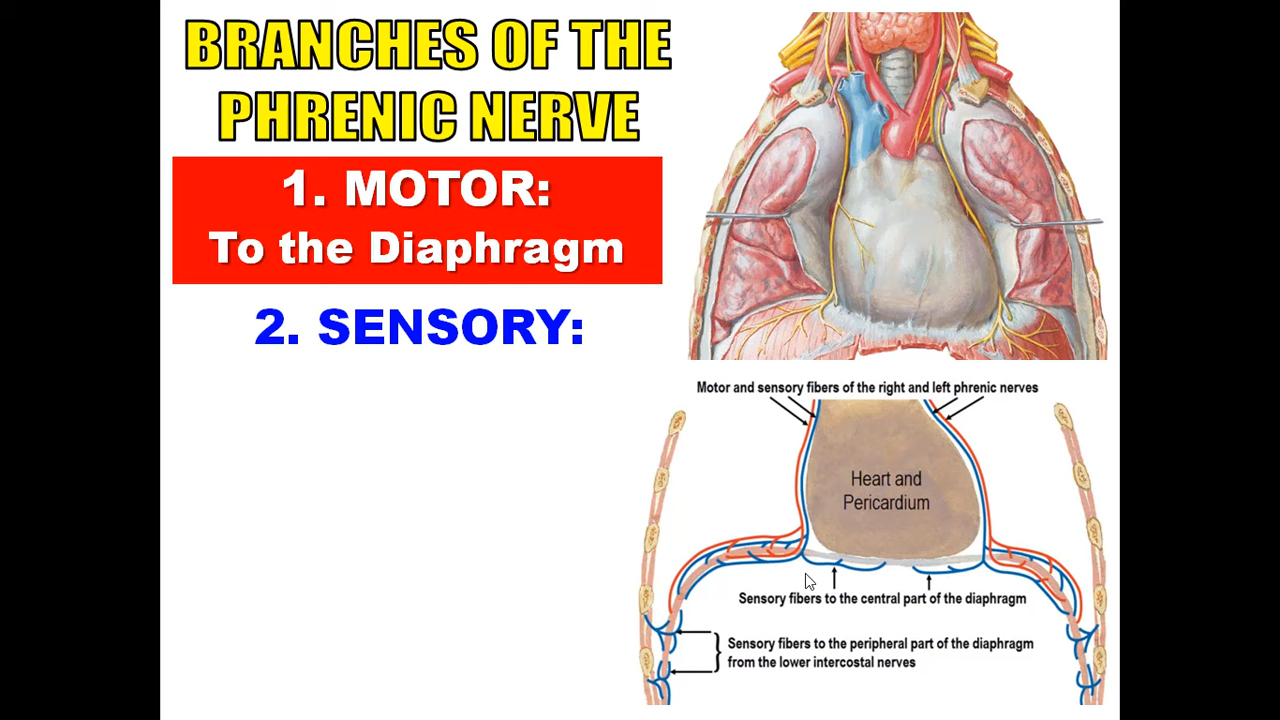 BRANCHES OF THE
PHRENIC NERVE
1. MOTOR:
To the Diaphragm
2. SENSORY:
Motor and sensory fibers of the right and left phrenic nerves
Heart and
Pericardium
Sensory fibers to the central part of the diaphragm
Sensory fibers to the peripheral part of the diaphragm
from the lower intercostal nerves